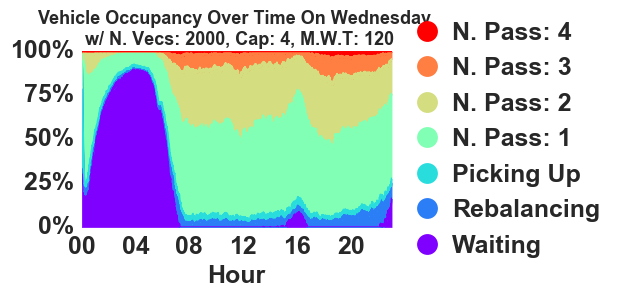 Vehicle Occupancy Over Time On Wednesday
w/ N. Vecs: 2000, Cap: 4, M.W.T: 120
100%
75%
50%
25%
0%
00 04 08 12 16 20
Hour
N. Pass: 4
N. Pass: 3
N. Pass: 2
N. Pass: 1
Picking Up
Rebalancing
Waiting